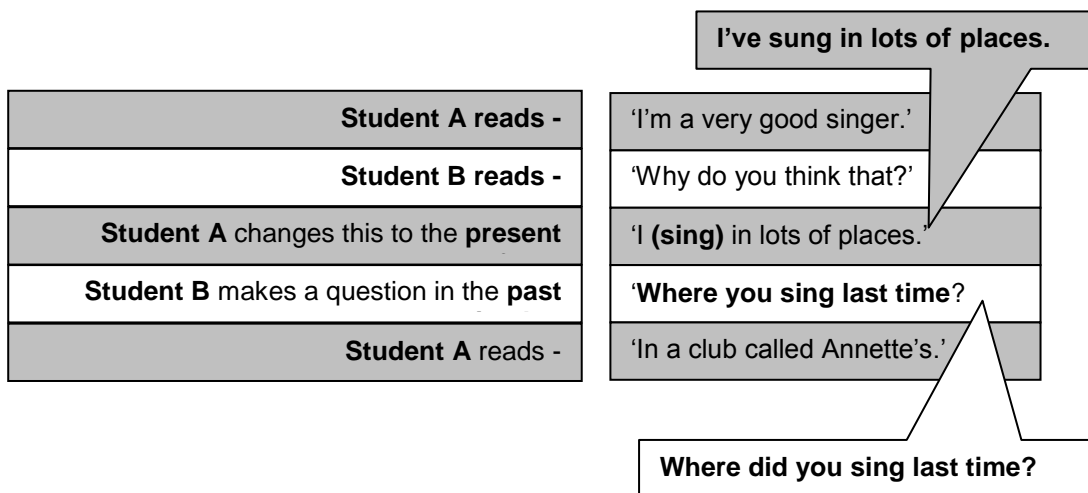 I've sung in lots of places.
Student A reads -
'I'm a very good singer.'
Student B reads -
'Why do you think that?'
Student A changes this to the present
'I (sing) in lots of places.'
Student B makes a question in the past
'Where you sing last time?
Student A reads -
'In a club called Annette's.'
Where did you sing last time?